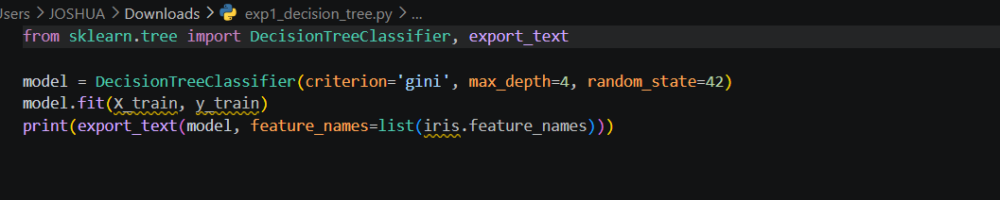 Users > JOSHUA > Downloads > exp1_decision_tree.py > ...
from sklearn.tree import DecisionTreeClassifier, export_text
model = DecisionTreeClassifier(criterion='gini', max_depth=4, random_state=42)
model.fit(X_train, y_train)
print(export_text(model, feature_names=list(iris.feature_names)))